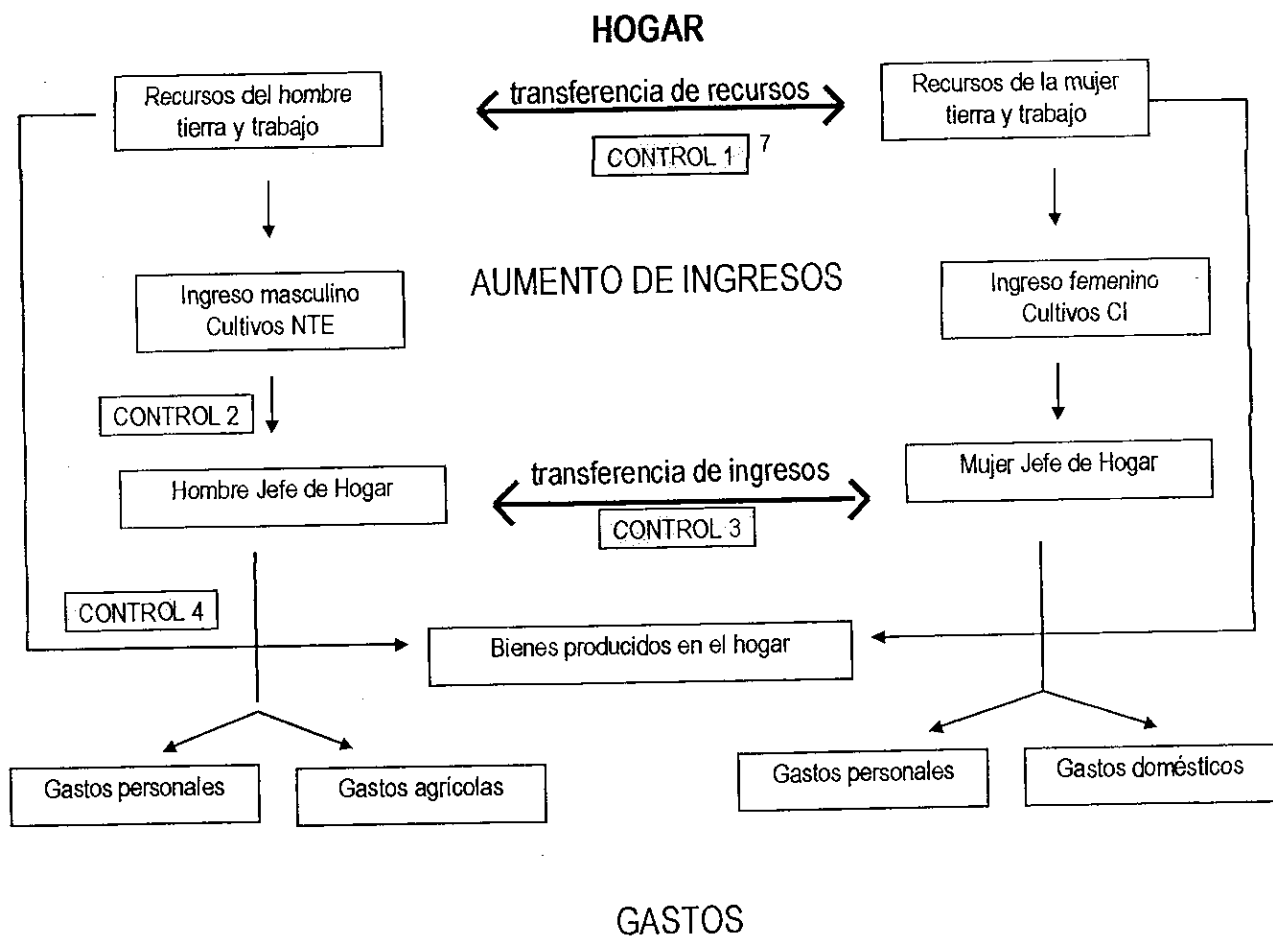 HOGAR
Recursos del hombre
tierra y trabajo
transferencia de recursos
Recursos de la mujer
tierra y trabajo
CONTROL 1
7
AUMENTO DE INGRESOS
Ingreso masculino
Cultivos NTE
Ingreso femenino
Cultivos CI
CONTROL 2
Hombre Jefe de Hogar
transferencia de ingresos
Mujer Jefe de Hogar
CONTROL 3
CONTROL 4
Bienes producidos en el hogar
Gastos personales
Gastos agrícolas
Gastos personales
Gastos domésticos
GASTOS